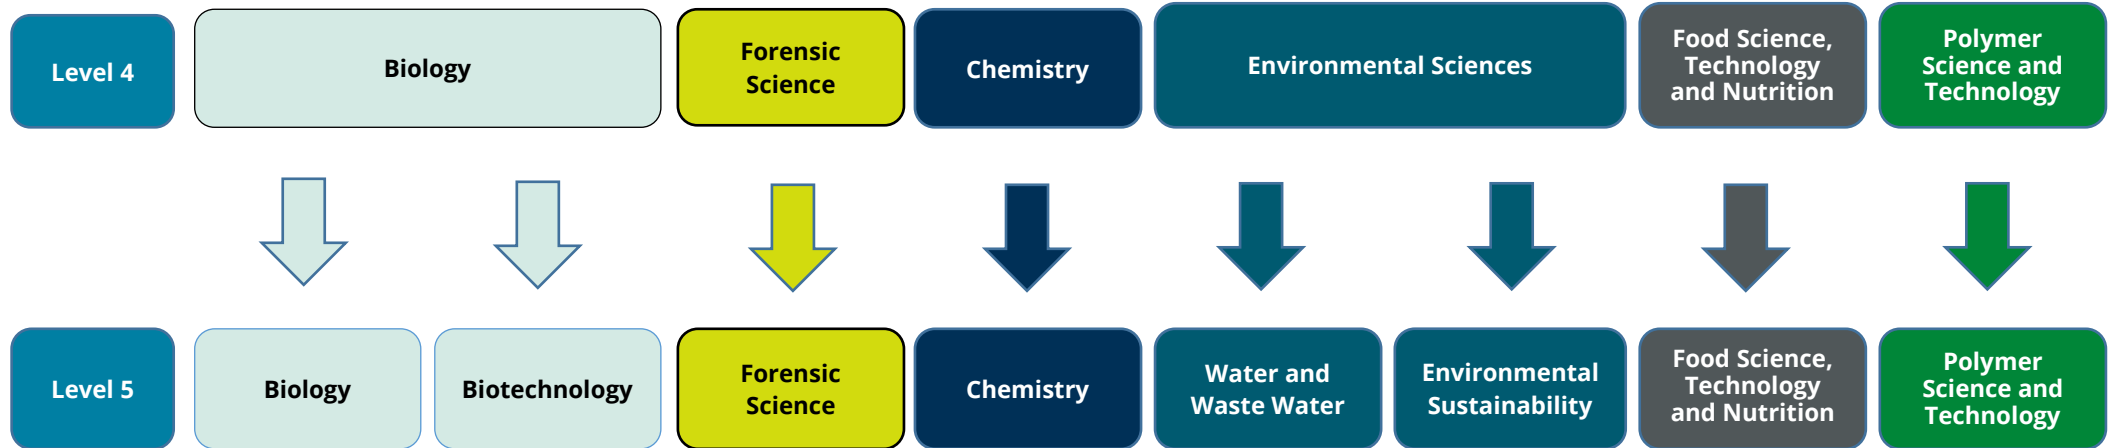 Level 4
Biology
Forensic
Science
Chemistry
Environmental Sciences
Food Science,
Technology
and Nutrition
Polymer
Science and
Technology
Level 5
Biology
Biotechnology
Forensic
Science
Chemistry
Water and
Waste Water
Environmental
Sustainability
Food Science,
Technology
and Nutrition
Polymer
Science and
Technology